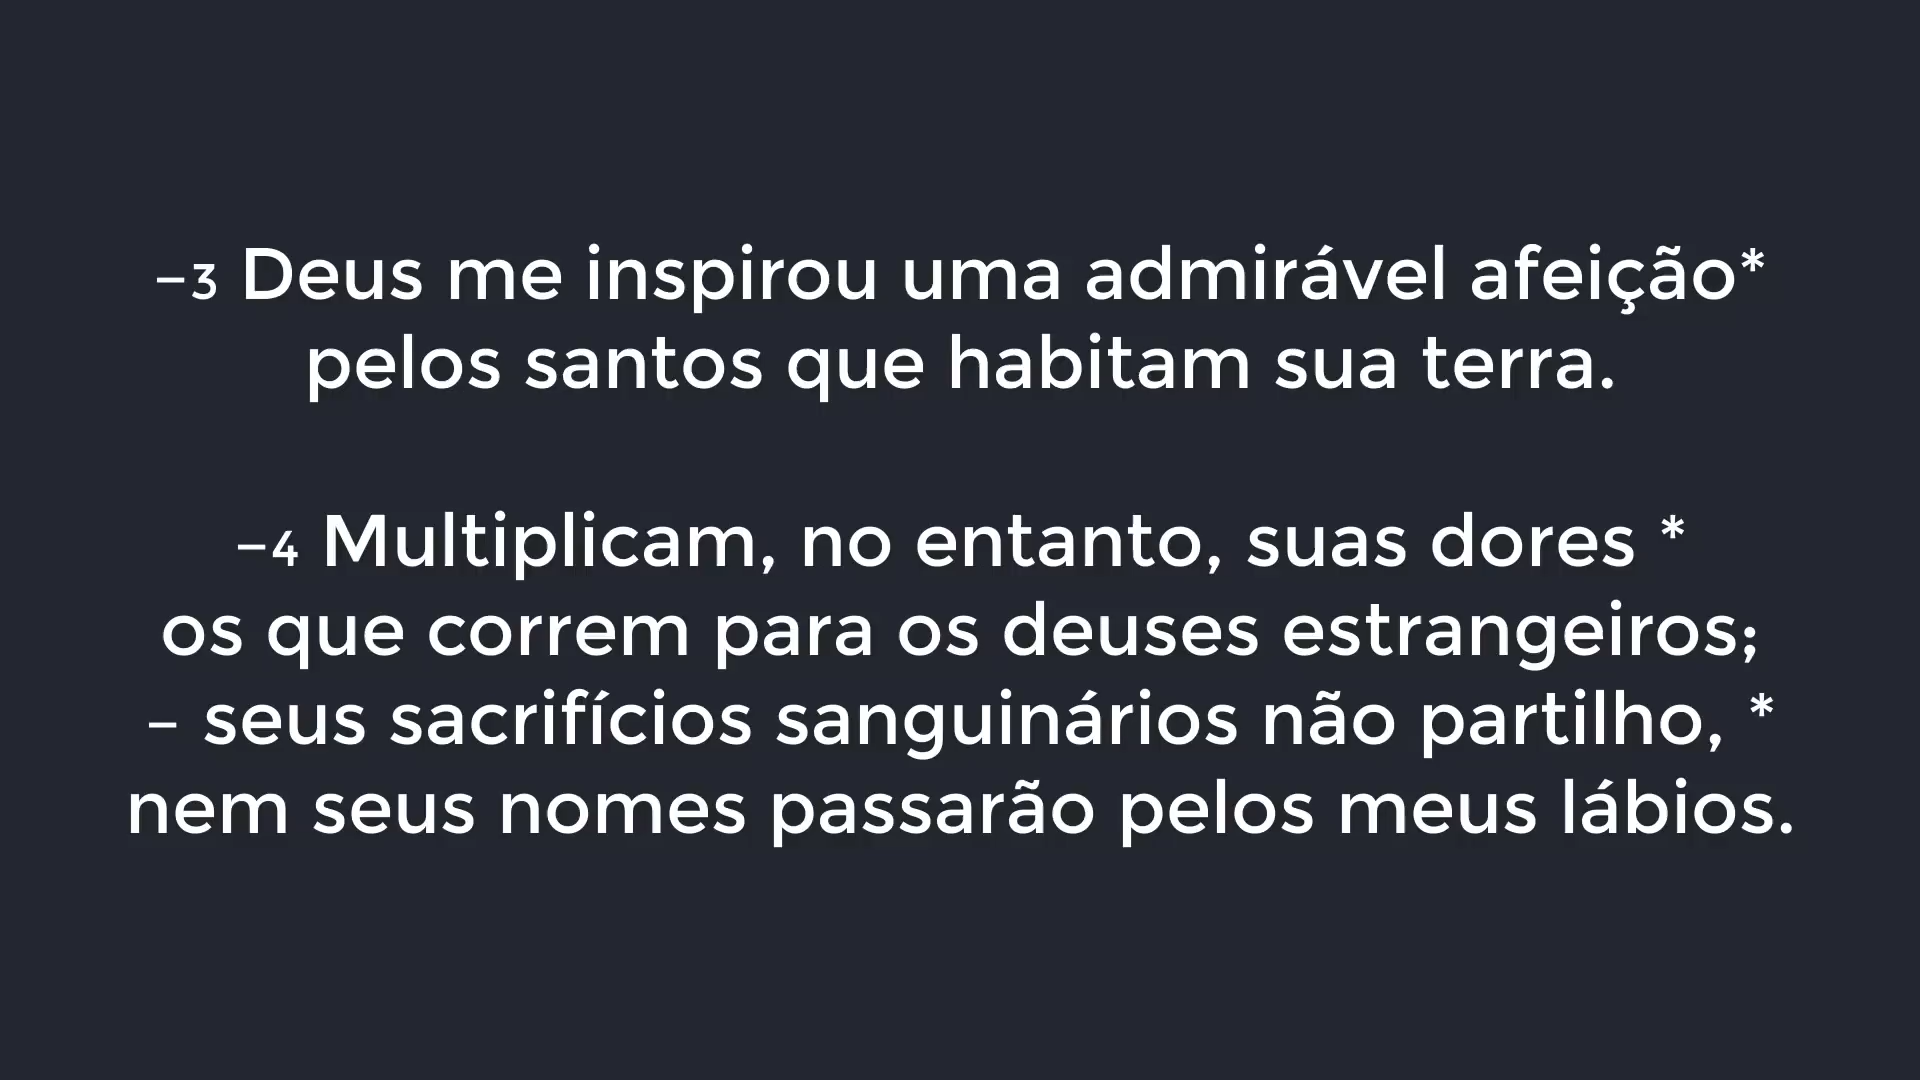 –3 Deus me inspirou uma admirável afeição*
pelos santos que habitam sua terra.
–4 Multiplicam, no entanto, suas dores *
os que correm para os deuses estrangeiros;
– seus sacrifícios sanguinários não partilho, *
nem seus nomes passarão pelos meus lábios.